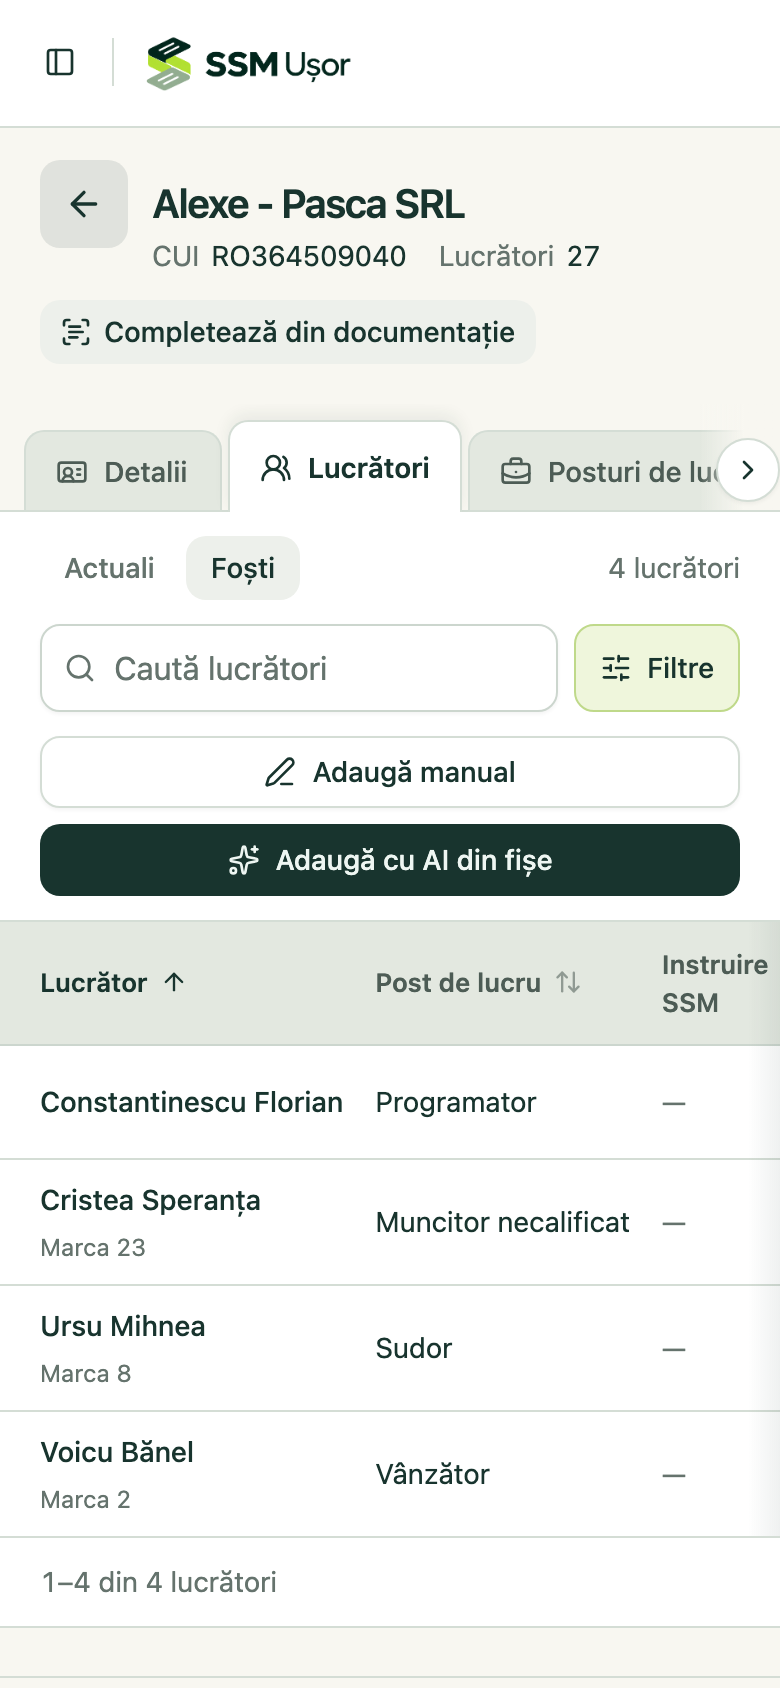 SSM Ușor
Alexe - Pasca SRL
CUI RO364509040 Lucrători 27
Completează din documentație
Detalii
Lucrători
Posturi de lu
Actuali
Foști
4 lucrători
Caută lucrători
Filtre
Adaugă manual
Adaugă cu AI din fișe
Lucrător
Post de lucru
Instruire
SSM
Constantinescu Florian
Programator
—
Cristea Speranța
Marca 23
Muncitor necalificat
—
Ursu Mihnea
Marca 8
Sudor
—
Voicu Bănel
Marca 2
Vânzător
—
1–4 din 4 lucrători